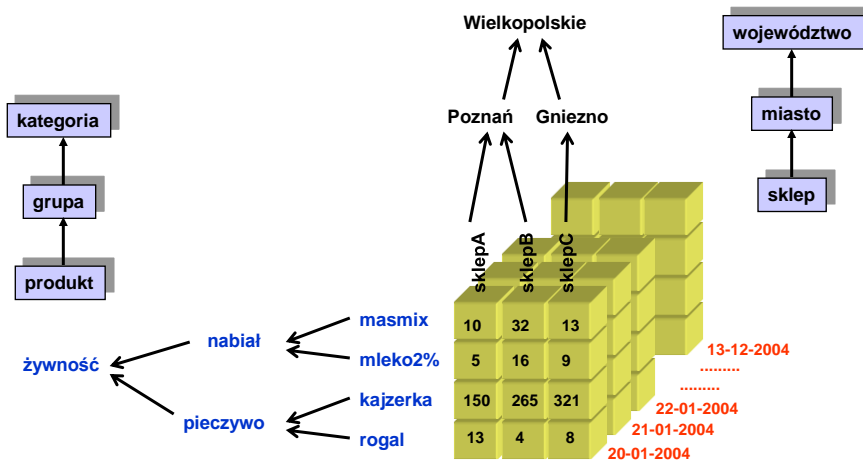 Wielkopolskie
województwo
kategoria
Poznań Gniezno
miasto
grupa
sklep
produkt
sklepA sklepB sklepC
masmix 10 32 13
nabiał
mleko2% 5 16 9
żywność
kajzerka 150 265 321
pieczywo
rogal 13 4 8
13-12-2004
.........
.........
22-01-2004
21-01-2004
20-01-2004